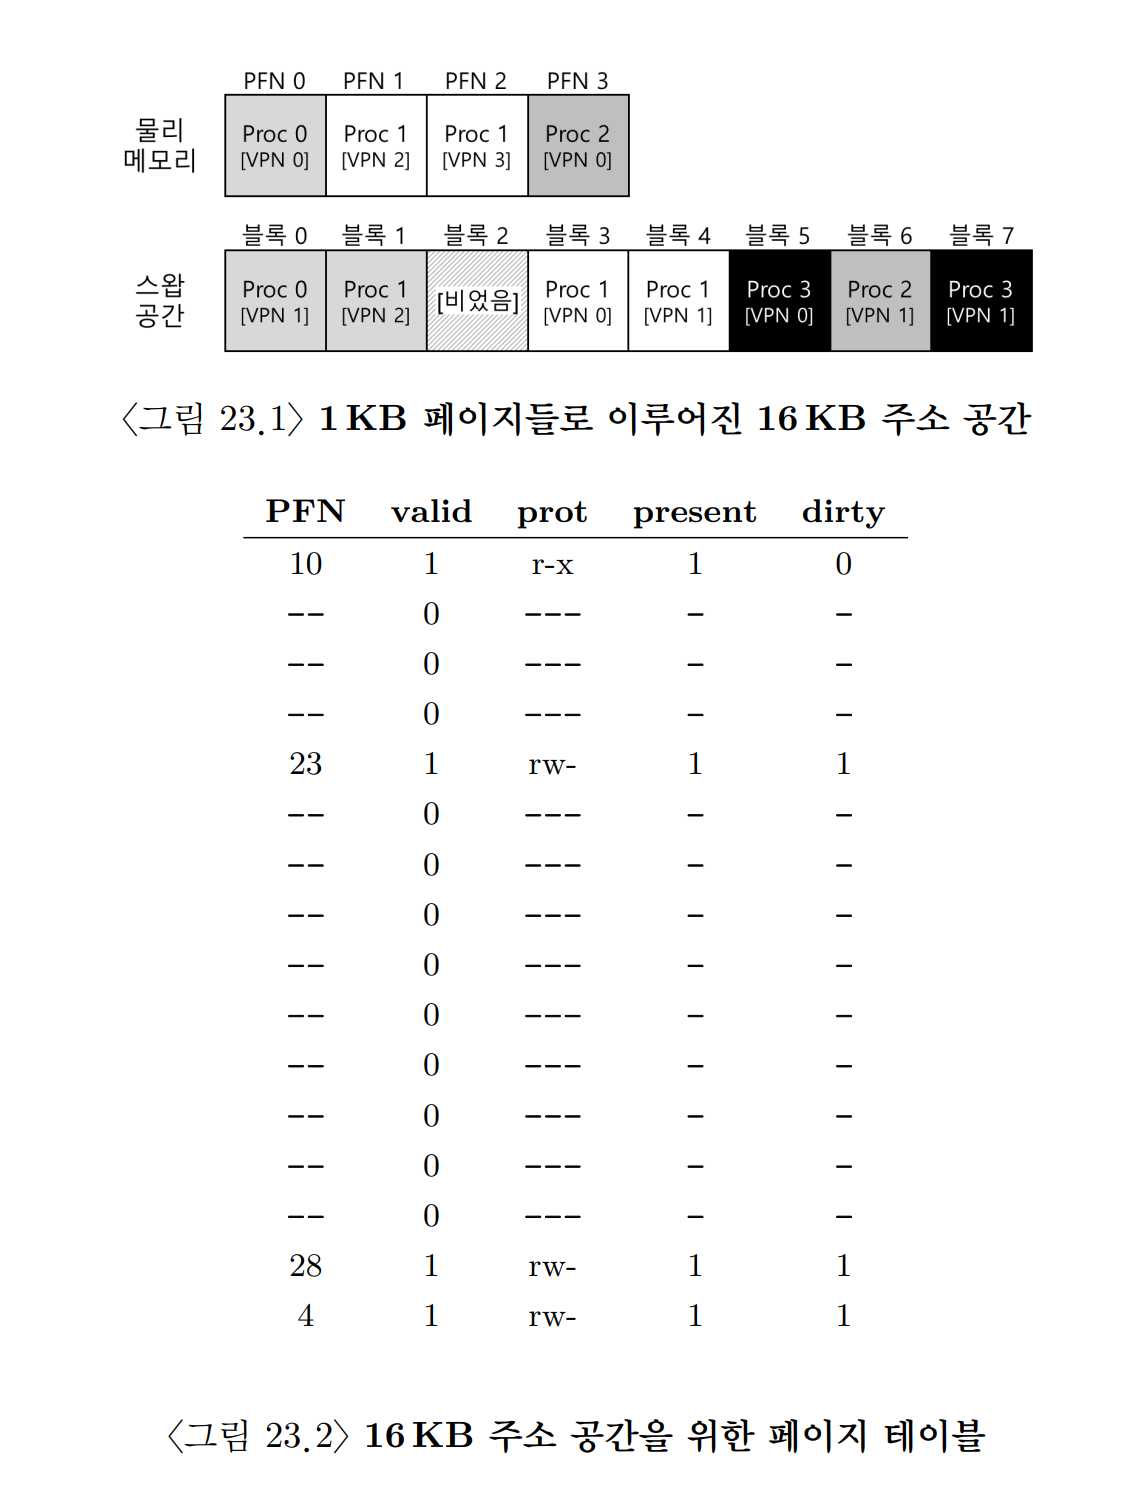 PFN 0 PFN 1 PFN 2 PFN 3
물리
메모리
Proc 0 Proc 1 Proc 1 Proc 2
[VPN 0] [VPN 2] [VPN 3] [VPN 0]
블록 0 블록 1 블록 2 블록 3 블록 4 블록 5 블록 6 블록 7
스왑
공간
Proc 0 Proc 1 [비었음] Proc 1 Proc 1 Proc 3 Proc 2 Proc 3
[VPN 1] [VPN 2] [VPN 0] [VPN 1] [VPN 0] [VPN 1] [VPN 1]
〈그림 23.1〉 1 KB 페이지들로 이루어진 16 KB 주소 공간
PFN valid prot present dirty
10 1 r-x 1 0
-- 0 --- - -
-- 0 --- - -
-- 0 --- - -
23 1 rw- 1 1
-- 0 --- - -
-- 0 --- - -
-- 0 --- - -
-- 0 --- - -
-- 0 --- - -
-- 0 --- - -
-- 0 --- - -
-- 0 --- - -
-- 0 --- - -
28 1 rw- 1 1
4 1 rw- 1 1
〈그림 23.2〉 16 KB 주소 공간을 위한 페이지 테이블